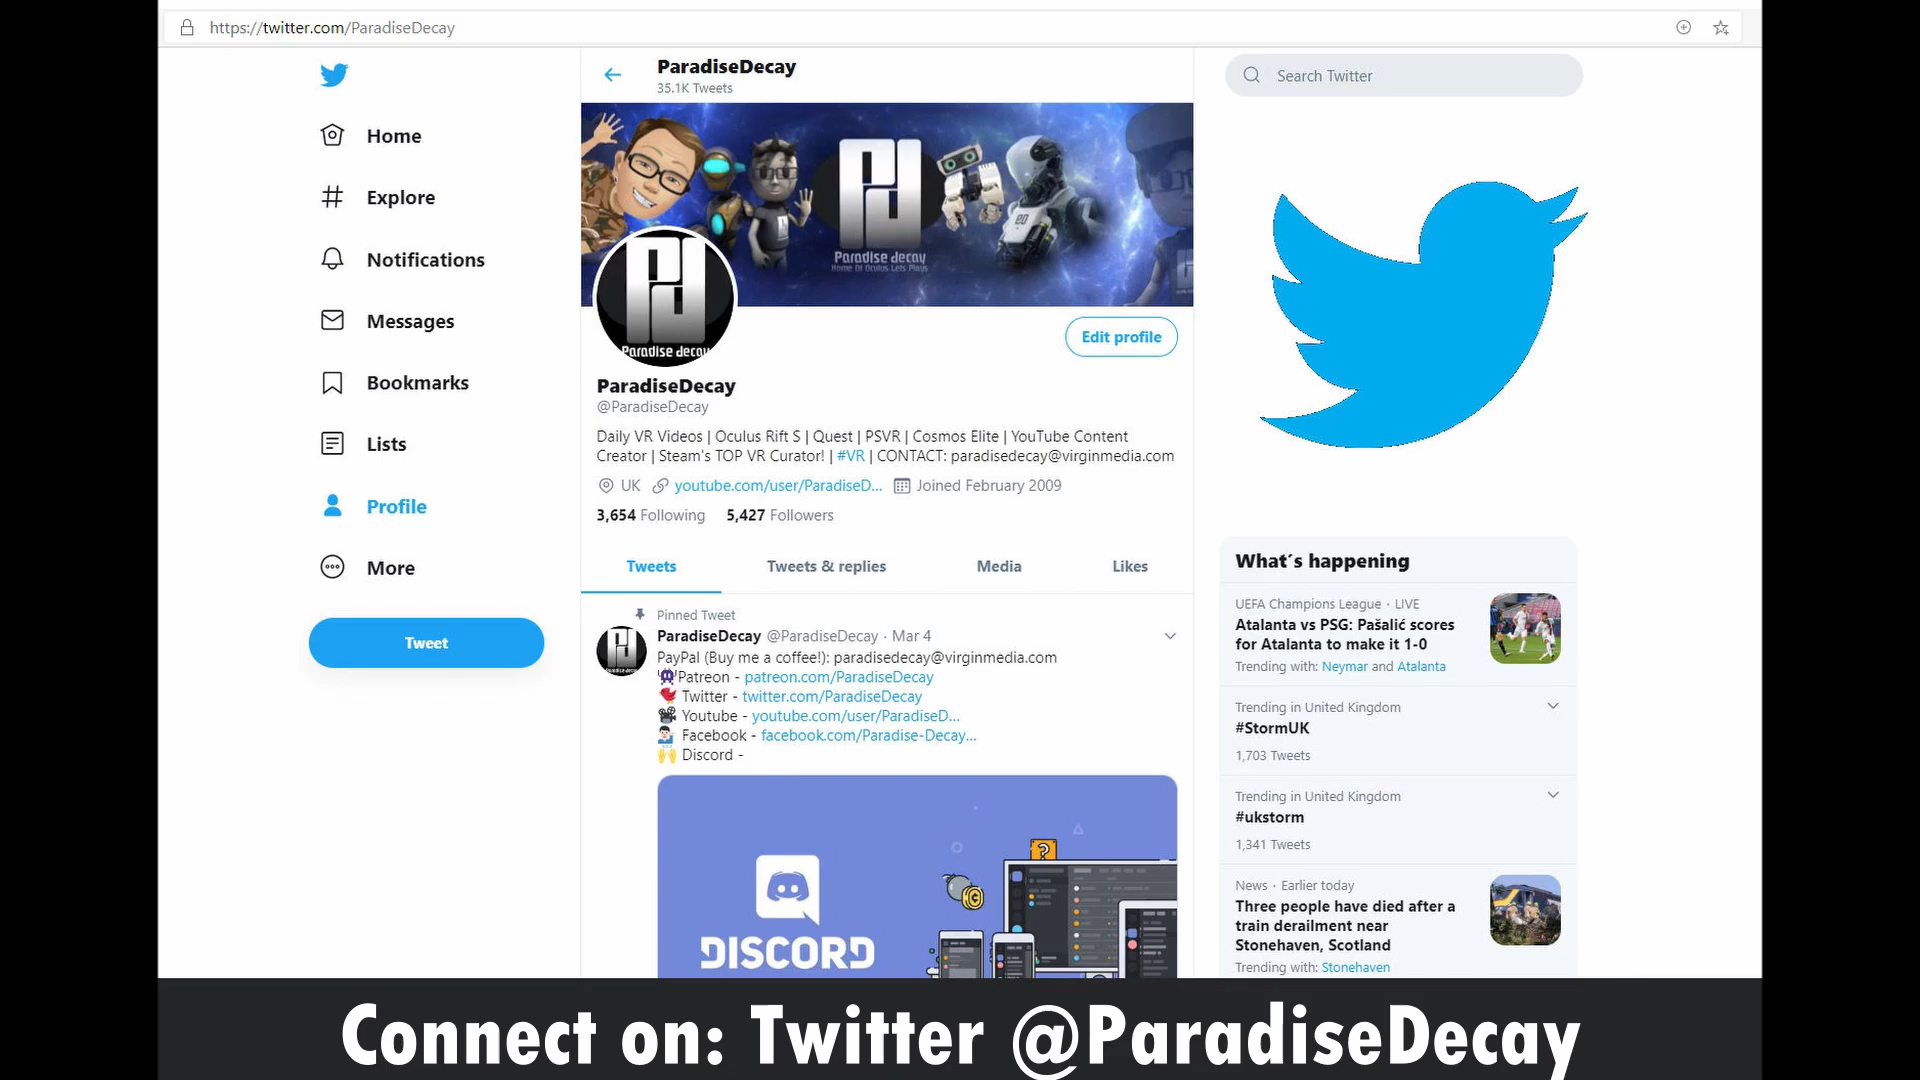 https://twitter.com/ParadiseDecay
ParadiseDecay
35.1K Tweets
Search Twitter
Home
Explore
Notifications
Messages
Bookmarks
Lists
Profile
More
Tweet
Paradise decay
Home Of Oculus Lets Plays
Paradise decay
Edit profile
ParadiseDecay
@ParadiseDecay
Daily VR Videos | Oculus Rift S | Quest | PSVR | Cosmos Elite | YouTube Content
Creator | Steam's TOP VR Curator! | #VR | CONTACT: paradisedecay@virginmedia.com
UK youtube.com/user/ParadiseD... Joined February 2009
3,654 Following 5,427 Followers
Tweets Tweets & replies Media Likes
Pinned Tweet
ParadiseDecay @ParadiseDecay · Mar 4
PayPal (Buy me a coffee!): paradisedecay@virginmedia.com
Patreon - patreon.com/ParadiseDecay
Twitter - twitter.com/ParadiseDecay
Youtube - youtube.com/user/ParadiseD...
Facebook - facebook.com/Paradise-Decay...
Discord -
DISCORD
What's happening
UEFA Champions League · LIVE
Atalanta vs PSG: Pašalić scores
for Atalanta to make it 1-0
Trending with: Neymar and Atalanta
Trending in United Kingdom
#StormUK
1,703 Tweets
Trending in United Kingdom
#ukstorm
1,341 Tweets
News · Earlier today
Three people have died after a
train derailment near
Stonehaven, Scotland
Trending with: Stonehaven
Connect on: Twitter @ParadiseDecay